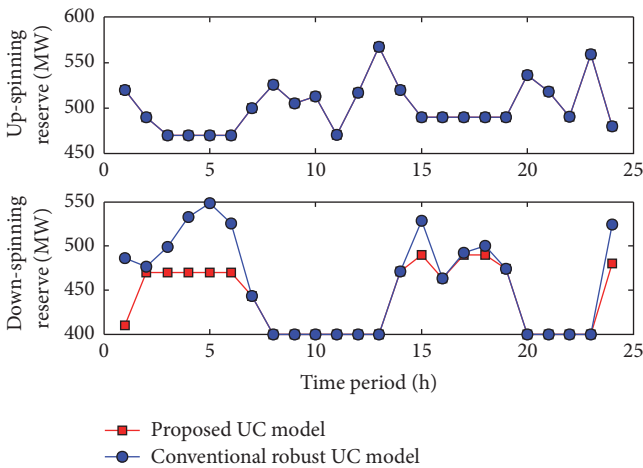 Up-spinning
reserve (MW)
600
550
500
450
0 5 10 15 20 25
Down-spinning
reserve (MW)
550
500
450
400
0 5 10 15 20 25
Time period (h)
Proposed UC model
Conventional robust UC model